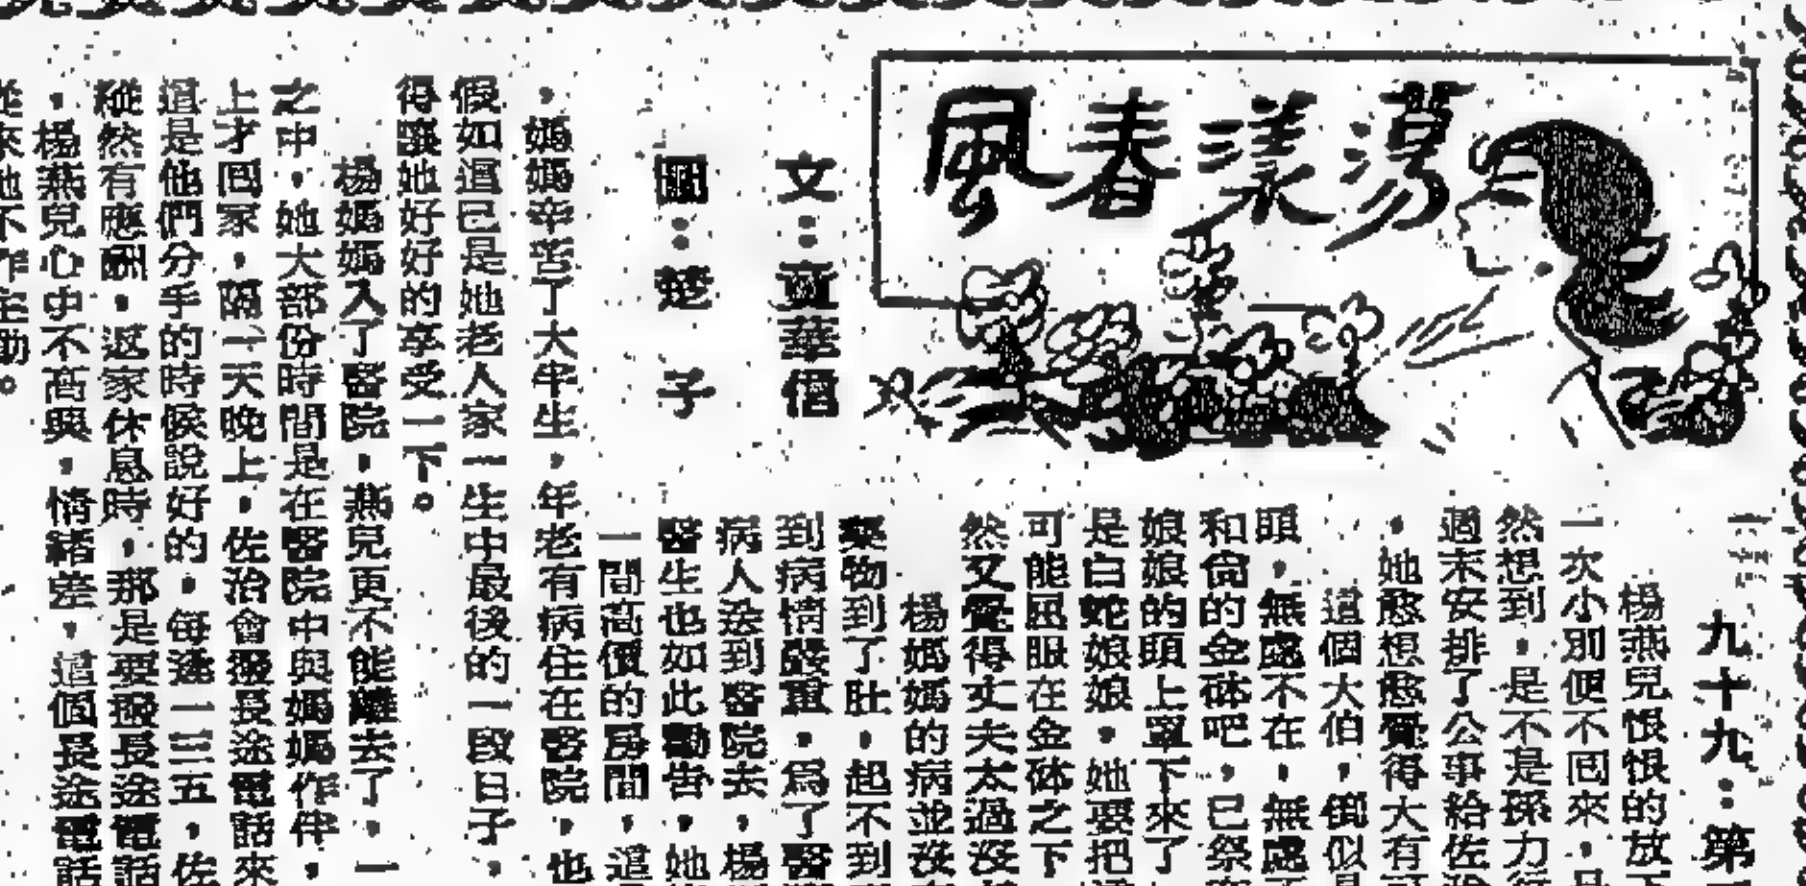 風春漾蕩
文：華信
圖：楚子
九十九：第
楊燕兒恨恨的放下
一次小別便不回來，
然想到，是不是孫力行
週末安排了公事給佐治
，她愈想愈覺得大有可
這個大伯，倒似是
頭，無處不在，無處不
和尙的金砵吧，已祭
娘娘的頭上罩下來了
是白蛇娘娘，她要把
可能屈服在金砵之下
然又覺得丈夫太過沒
楊媽媽的病並沒
藥物到了肚，起不到
到病情嚴重，爲了醫
病人送到醫院去，楊
醫生也如此勸告，她
一間高價的房間，這
，媽媽辛苦了大半生，年老有病住在醫院，也
假如這已是她老人家一生中最後的一段日子，
得讓她好好的享受一下。
楊媽媽入了醫院，燕兒更不能離去了，一
之中，她大部份時間是在醫院中與媽媽作伴，
上才回家，隔一天晚上，佐治會撥長途電話來
這是他們分手的時候說好的，每逢一三五，佐
縱然有應酬，返家休息時，那是要撥長途電話
，楊燕兒心中不高興，情緒差，這個長途電話
從來她不作主動。